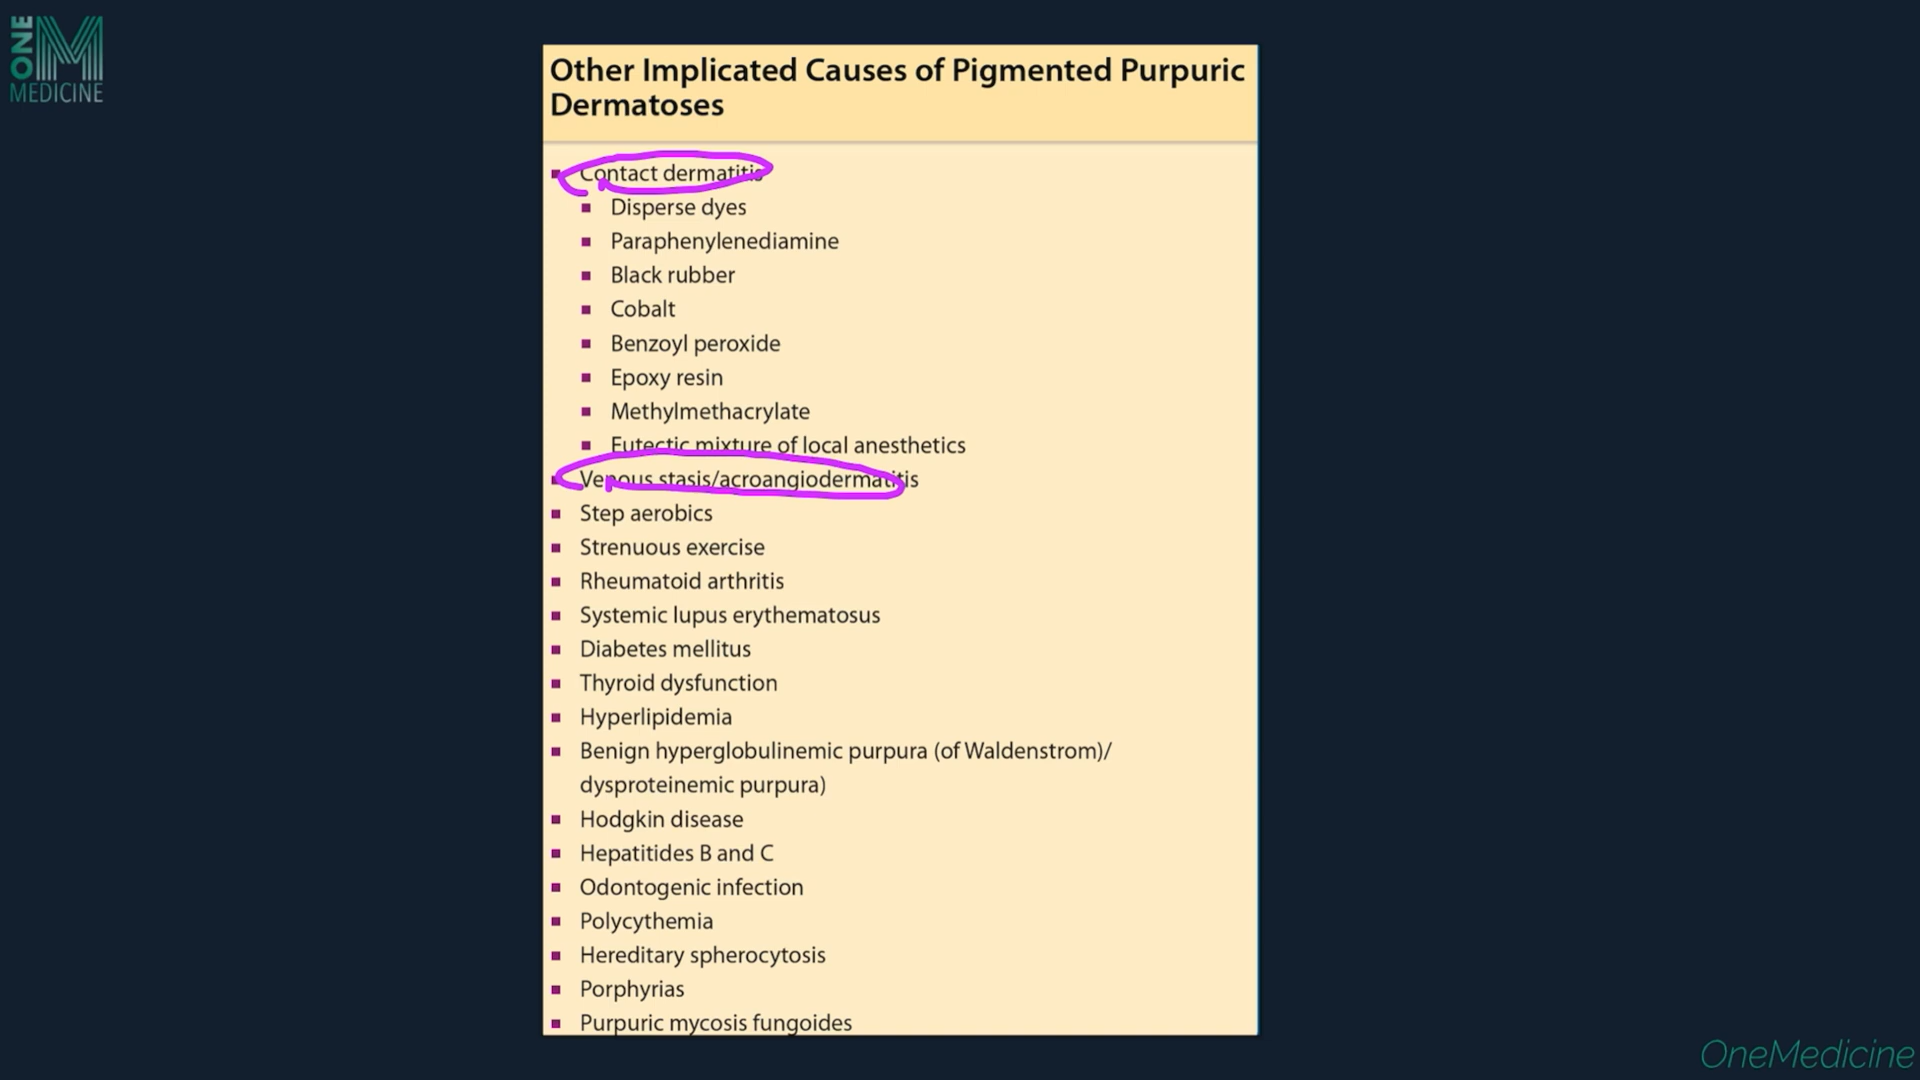 ONE
MEDICINE
Other Implicated Causes of Pigmented Purpuric
Dermatoses
Contact dermatitis
Disperse dyes
Paraphenylenediamine
Black rubber
Cobalt
Benzoyl peroxide
Epoxy resin
Methylmethacrylate
Eutectic mixture of local anesthetics
Venous stasis/acroangiodermatitis
Step aerobics
Strenuous exercise
Rheumatoid arthritis
Systemic lupus erythematosus
Diabetes mellitus
Thyroid dysfunction
Hyperlipidemia
Benign hyperglobulinemic purpura (of Waldenstrom)/
dysproteinemic purpura)
Hodgkin disease
Hepatitides B and C
Odontogenic infection
Polycythemia
Hereditary spherocytosis
Porphyrias
Purpuric mycosis fungoides
OneMedicine